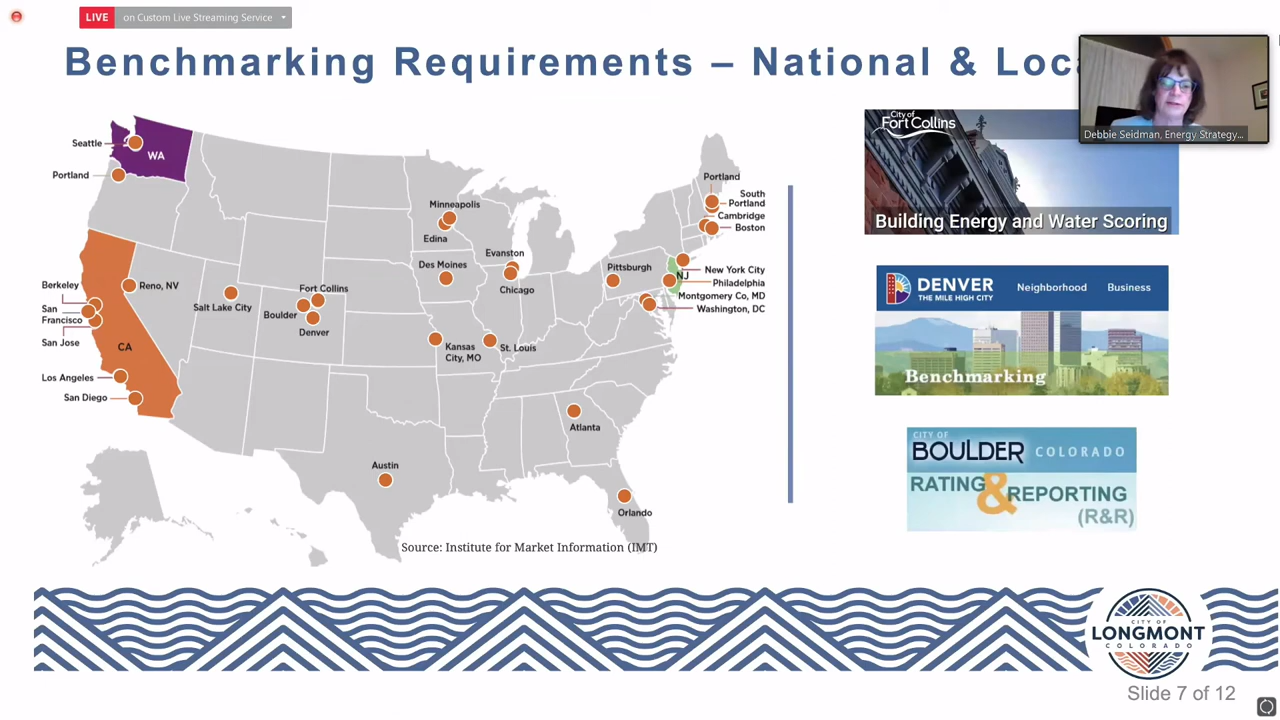 LIVE on Custom Live Streaming Service
Benchmarking Requirements – National & Loca
Debbie Seidman, Energy Strategy...
Seattle
WA
Portland
Berkeley
San
Francisco
San Jose
Reno, NV
CA
Los Angeles
San Diego
Salt Lake City
Fort Collins
Boulder
Denver
Minneapolis
Edina
Des Moines
Evanston
Chicago
Kansas
City, MO
St. Louis
Austin
Atlanta
Orlando
Pittsburgh
Portland
South
Portland
Cambridge
Boston
NJ
New York City
Philadelphia
Montgomery Co, MD
Washington, DC
Source: Institute for Market Information (IMT)
City of
Fort Collins
Building Energy and Water Scoring
DENVER
THE MILE HIGH CITY
Neighborhood Business
Benchmarking
CITY OF
BOULDER COLORADO
RATING
&
REPORTING
(R&R)
CITY OF
LONGMONT
COLORADO
Slide 7 of 12